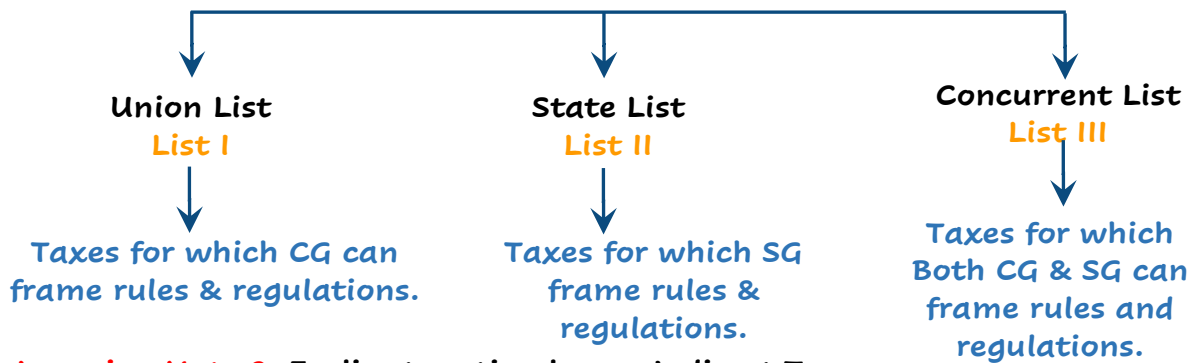 Union List
List I
Taxes for which CG can
frame rules & regulations.
State List
List II
Taxes for which SG
frame rules &
regulations.
Concurrent List
List III
Taxes for which
Both CG & SG can
frame rules and
regulations.